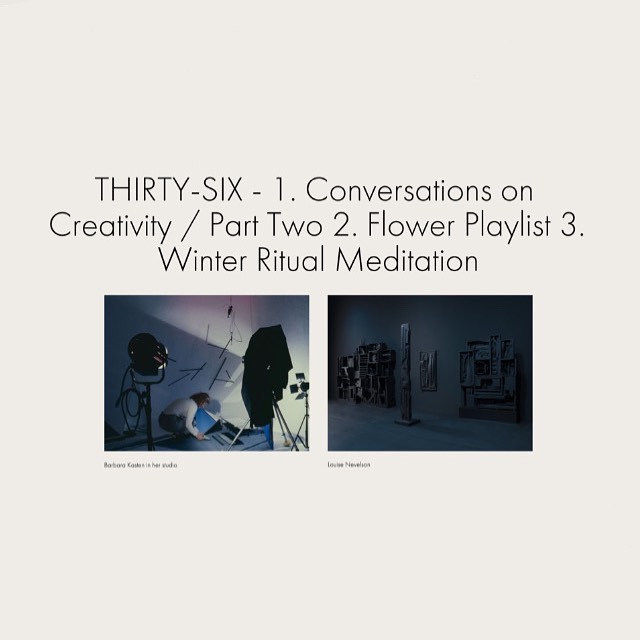 THIRTY-SIX - 1. Conversations on
Creativity / Part Two 2. Flower Playlist 3.
Winter Ritual Meditation
Barbara Kasten in her studio
Louise Nevelson